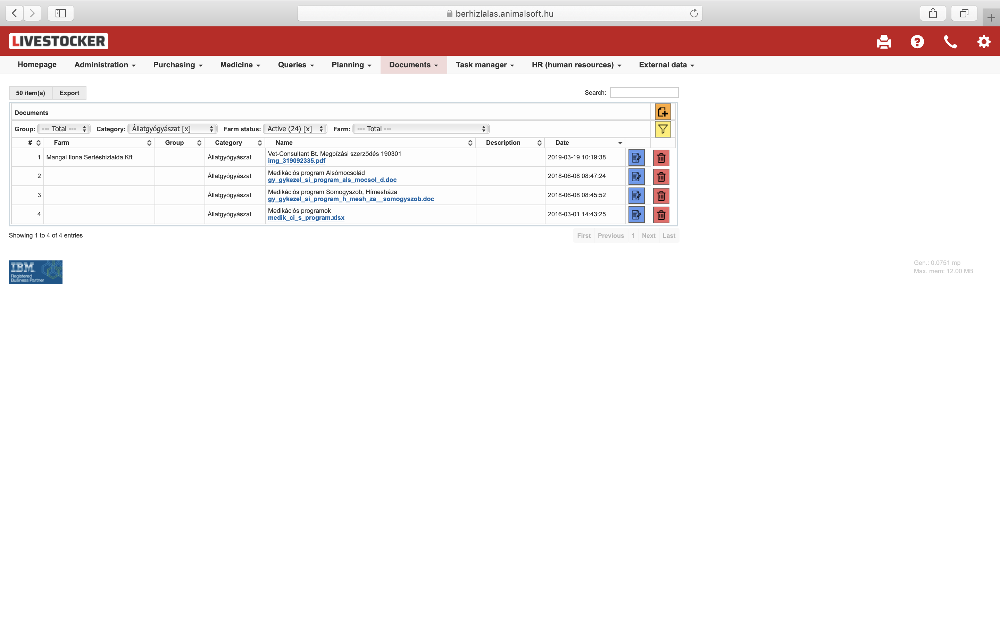 berhizlalas.animalsoft.hu
LIVESTOCKER
Homepage Administration Purchasing Medicine Queries Planning Documents Task manager HR (human resources) External data
50 item(s) Export Search:
Documents
Group: --- Total --- Category: Állatgyógyászat [x] Farm status: Active (24) [x] Farm: --- Total ---
# Farm Group Category Name Description Date
1 Mangal Ilona Sertéshizlalda Kft Állatgyógyászat Vet-Consultant Bt. Megbízási szerződés 190301 2019-03-19 10:19:38
img_319092335.pdf
2 Állatgyógyászat Medikációs program Alsómocsolád 2018-06-08 08:47:24
gy_gykezel_si_program_als_mocsol_d.doc
3 Állatgyógyászat Medikációs program Somogyszob, Hímesháza 2018-06-08 08:45:52
gy_gykezel_si_program_h_mesh_za__somogyszob.doc
4 Állatgyógyászat Medikációs programok 2016-03-01 14:43:25
medik_ci_s_program.xlsx
Showing 1 to 4 of 4 entries First Previous 1 Next Last
IBM.
Registered
Business Partner
Gen.: 0.0751 mp
Max. mem: 12.00 MB